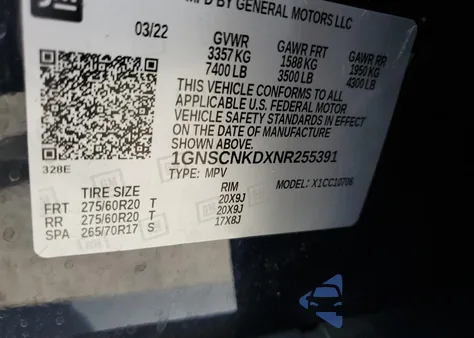 MFD BY GENERAL MOTORS LLC
03/22 GVWR GAWR FRT GAWR RR
3357 KG 1588 KG 1950 KG
7400 LB 3500 LB 4300 LB
THIS VEHICLE CONFORMS TO ALL
APPLICABLE U.S. FEDERAL MOTOR
VEHICLE SAFETY STANDARDS IN EFFECT
ON THE DATE OF MANUFACTURE
SHOWN ABOVE.
1GNSCNKDXNR255391
TYPE: MPV MODEL: X1CC10706
328E
TIRE SIZE RIM
FRT 275/60R20 T 20X9J
RR 275/60R20 T 20X9J
SPA 265/70R17 S 17X8J